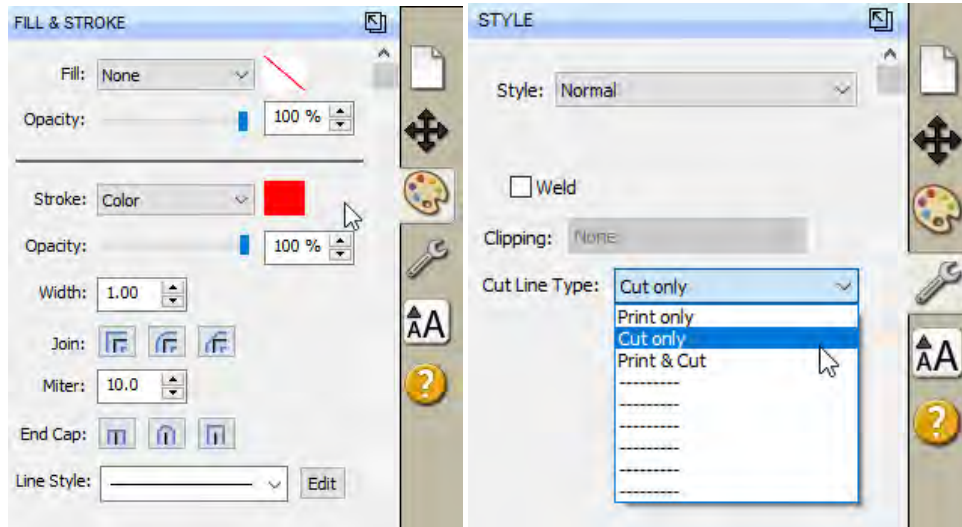 FILL & STROKE
Fill: None
Opacity: 100 %
Stroke: Color
Opacity: 100 %
Width: 1.00
Join:
Miter: 10.0
End Cap:
Line Style: Edit
AA
?
STYLE
Style: Normal
Weld
Clipping: None
Cut Line Type: Cut only
Print only
Cut only
Print & Cut
---------
---------
---------
---------
---------
---------
AA
?